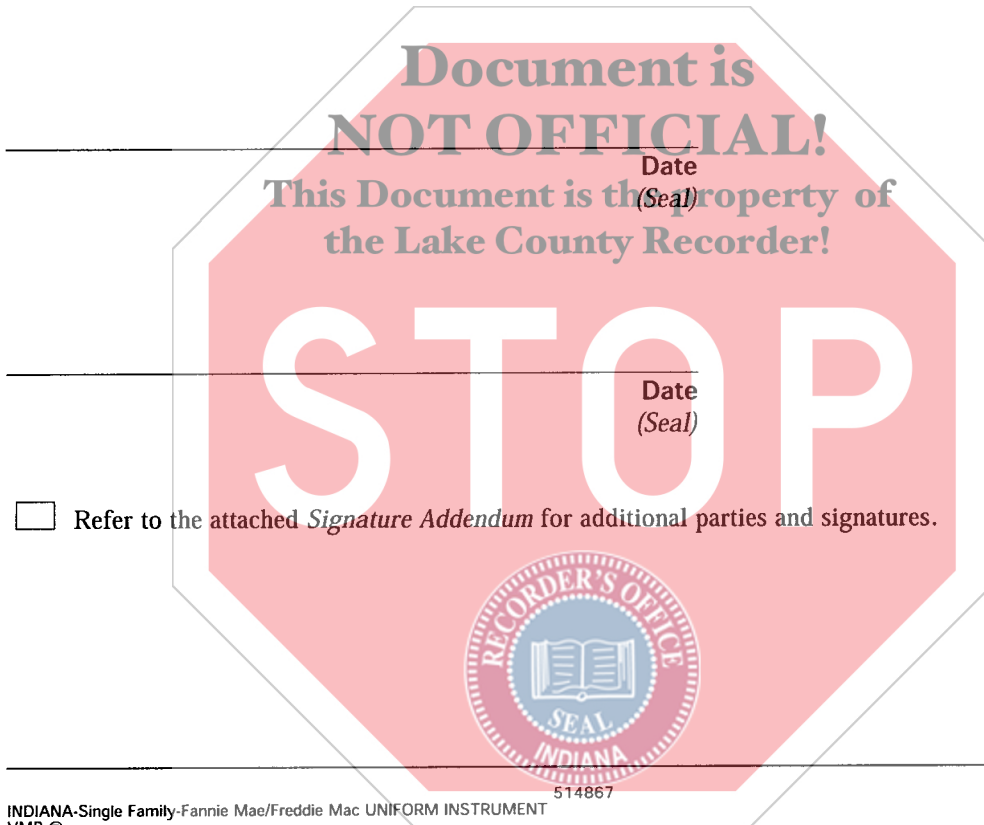 Document is
NOT OFFICIAL!
Date
This Document is the property of
(Seal)
the Lake County Recorder!
STOP
Date
(Seal)
Refer to the attached Signature Addendum for additional parties and signatures.
RECORDER'S OFFICE
SEAL
INDIANA
514867
INDIANA-Single Family-Fannie Mae/Freddie Mac UNIFORM INSTRUMENT
VMP ®